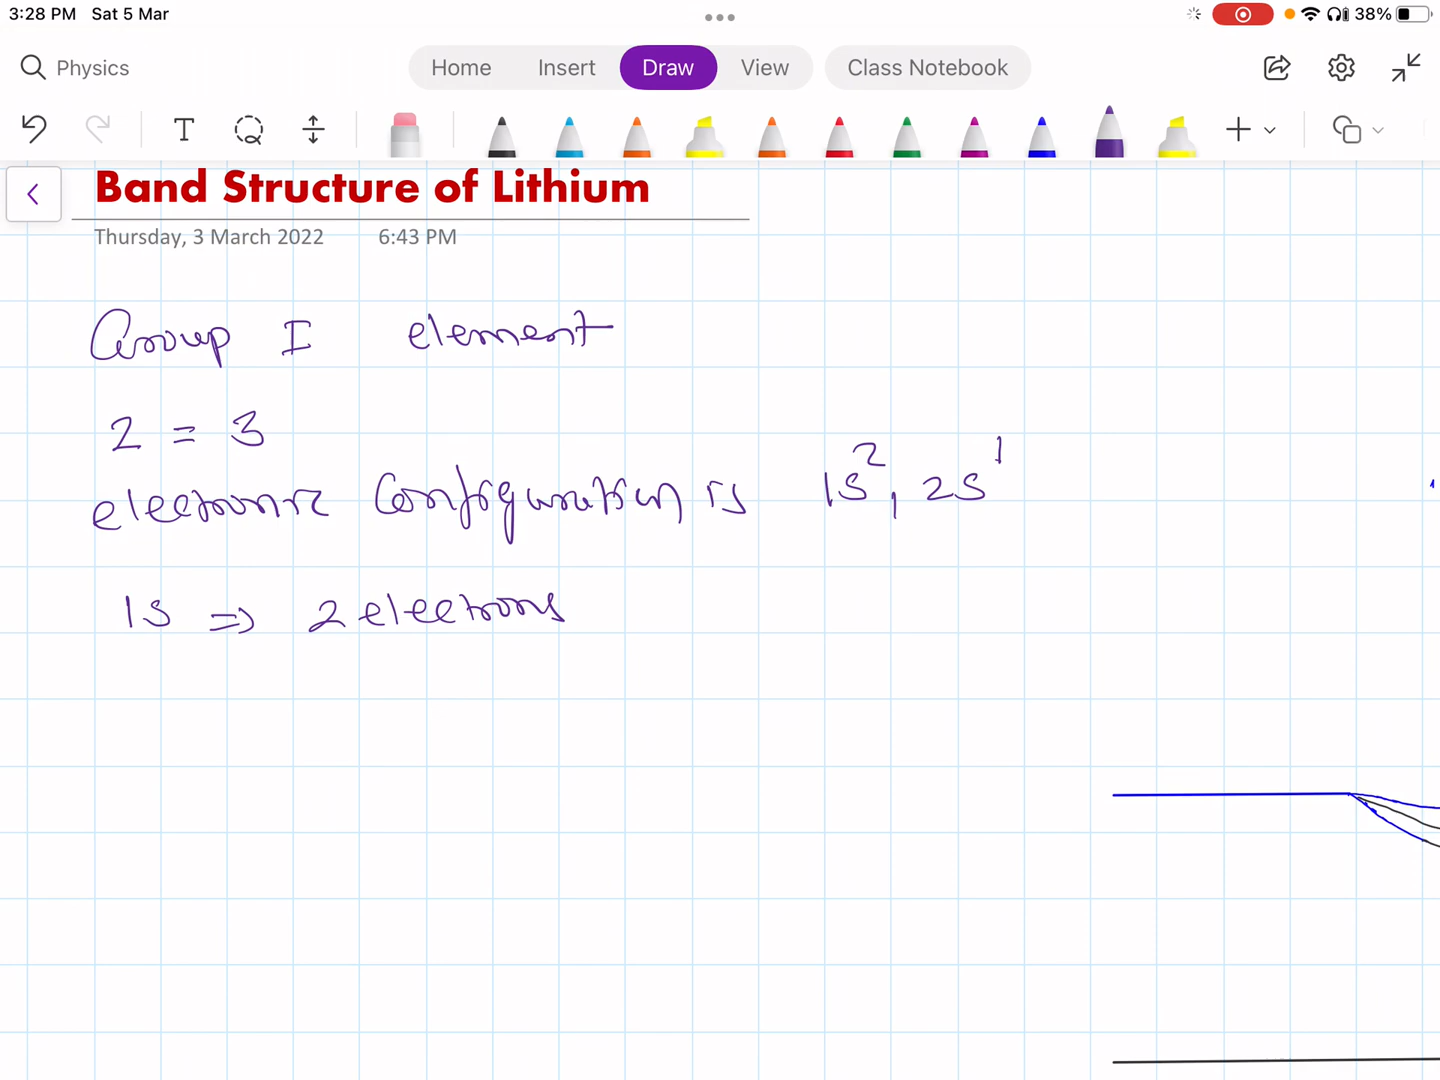 3:28 PM Sat 5 Mar
38%
Physics
Home Insert Draw View Class Notebook
T
Band Structure of Lithium
Thursday, 3 March 2022 6:43 PM
Group I element
Z = 3
electronic configuration is 1s², 2s¹
1s ⇒ 2 electrons